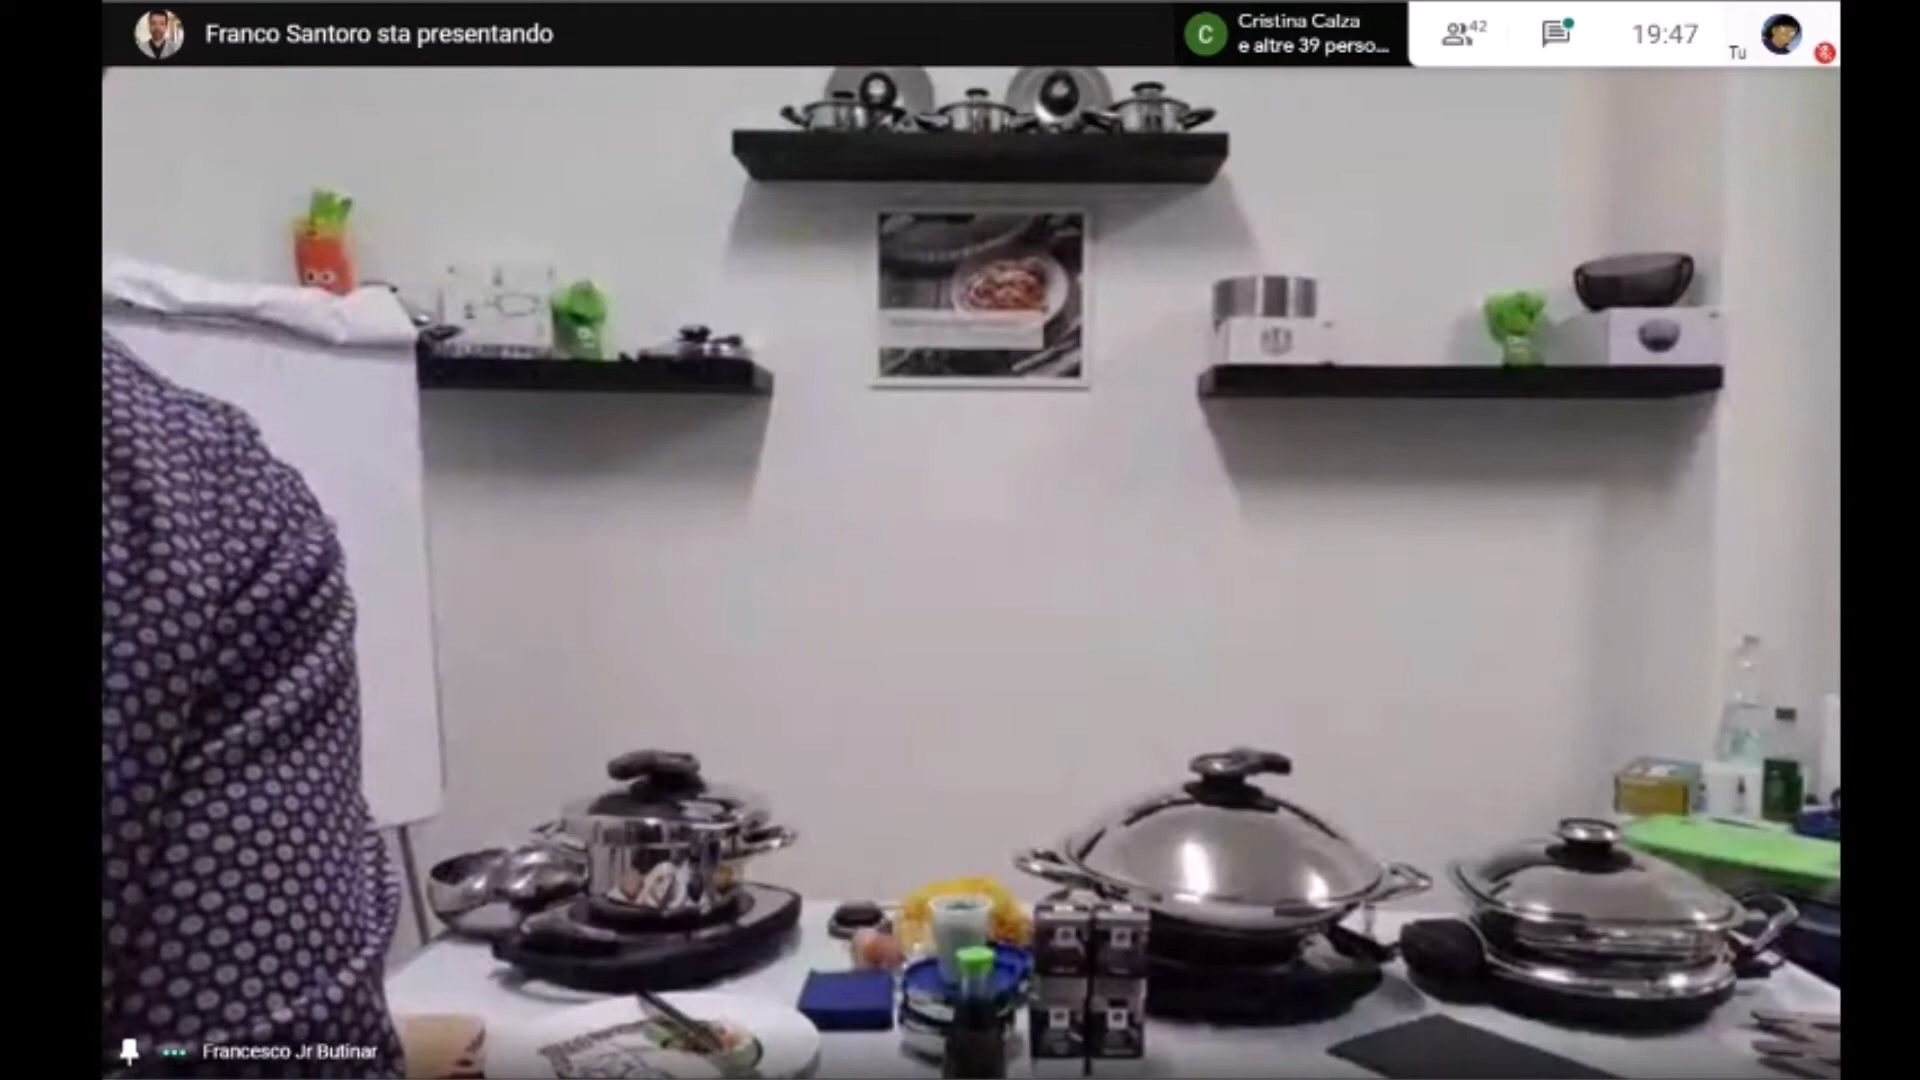 Franco Santoro sta presentando
Cristina Calza
e altre 39 perso...
42
19:47
Tu
Francesco Jr Butinar